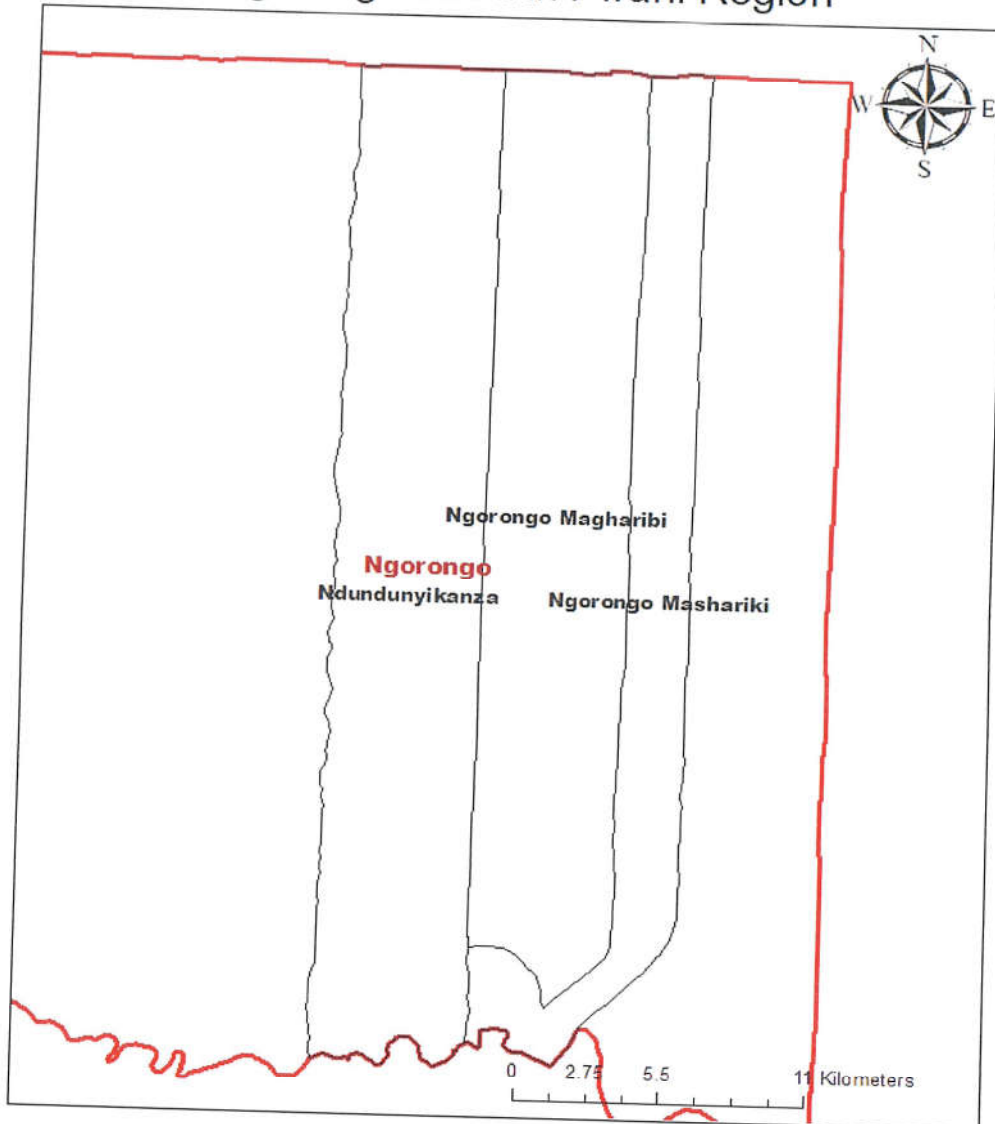 Region
N
W E
S
Ngorongo Magharibi
Ngorongo
Ndundunyikanza
Ngorongo Mashariki
0 2.75 5.5 11 Kilometers